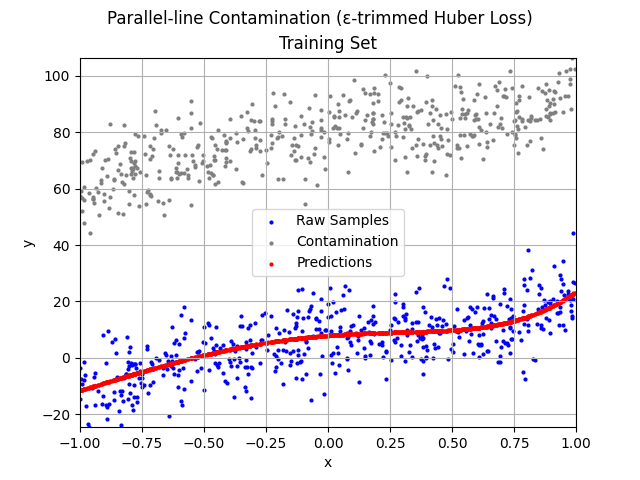 Parallel-line Contamination (ε-trimmed Huber Loss)
Training Set
100
80
60
40
20
0
−20
y
Raw Samples
Contamination
Predictions
−1.00 −0.75 −0.50 −0.25 0.00 0.25 0.50 0.75 1.00
x